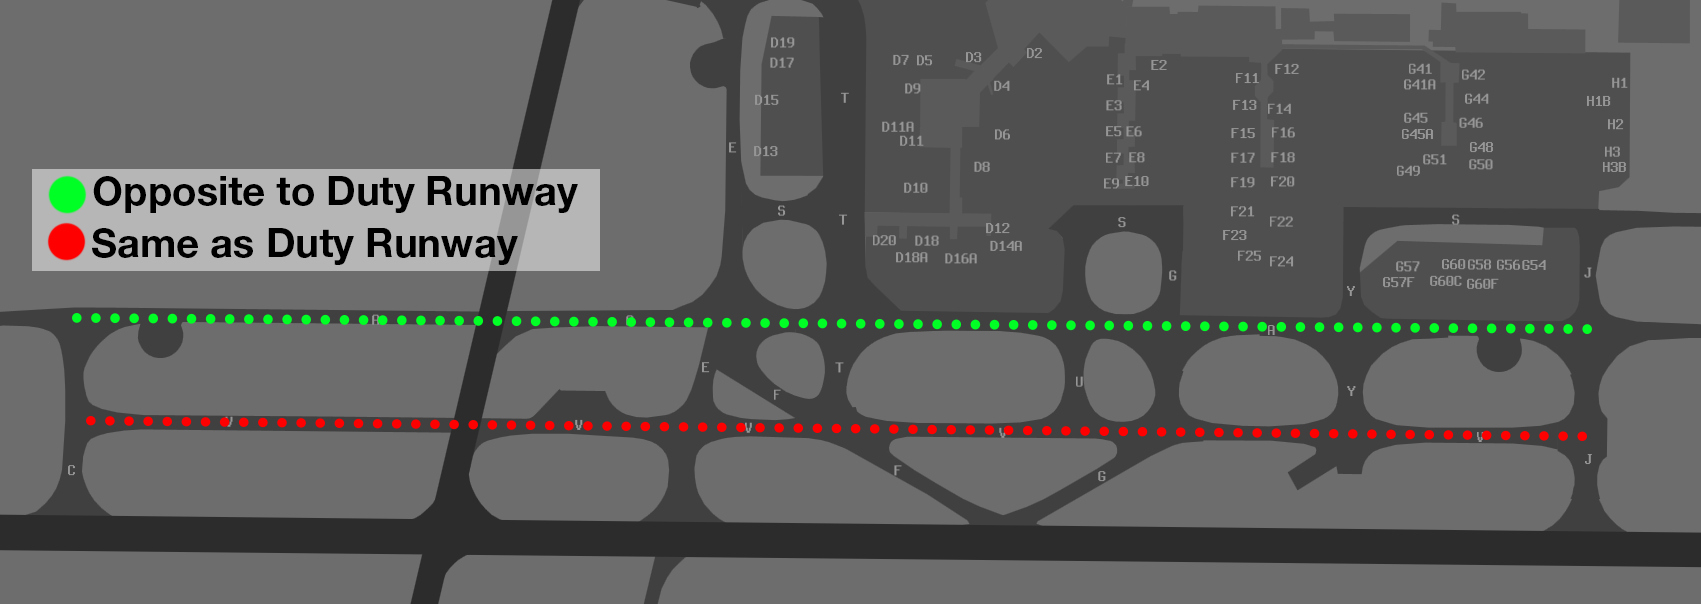 D19
D17
D15
D13
E
T
D7 D5
D3
D2
D9
D4
D11A
D11
D6
D8
D10
S
T
D12
D20 D18
D14A
D18A D16A
E1
E2
E4
E3
E5 E6
E7 E8
E9 E10
S
G
F12
F11
F13
F14
F15 F16
F17 F18
F19 F20
F21
F22
F23
F25
F24
G41
G42
G41A
G44
G45
G46
G45A
G48
G51
G50
G49
H1
H1B
H2
H3
H3B
S
G57
G60 G58 G56 G54
G57F
G60C
G60F
J
Y
Opposite to Duty Runway
Same as Duty Runway
A
A
E
T
F
U
Y
V
V
V
V
C
F
G
J